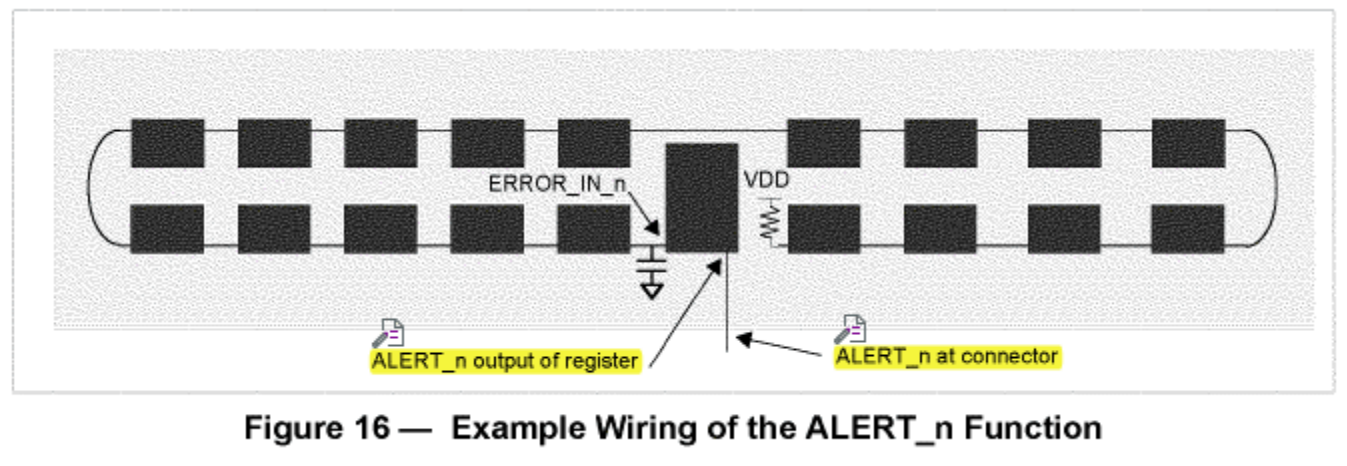 ERROR_IN_n
VDD
ALERT_n output of register
ALERT_n at connector
Figure 16 — Example Wiring of the ALERT_n Function